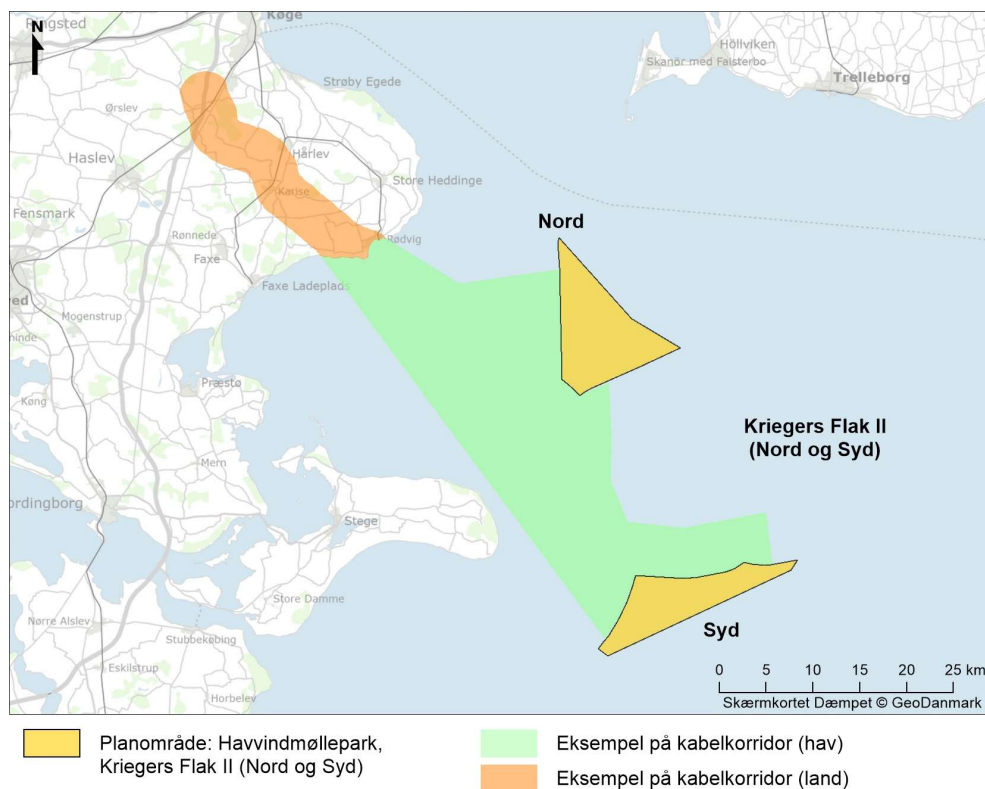 Køge
Ringsted
N
Höllviken
Skanör med Falsterbo
Trelleborg
Strøby Egede
Ørslev
Haslev
Hårlev
Store Heddinge
Karise
Fensmark
Nord
Rønnede
Rødvig
Faxe
Faxe Ladeplads
Mogenstrup
Præstø
Køng
Kriegers Flak II
(Nord og Syd)
Mern
ordingborg
Stege
Store Damme
Nørre Alslev
Stubbekøbing
Syd
Eskilstrup
Horbelev
0 5 10 15 20 25 km
Skærmkortet Dæmpet © GeoDanmark
Planområde: Havvindmøllepark,
Kriegers Flak II (Nord og Syd)
Eksempel på kabelkorridor (hav)
Eksempel på kabelkorridor (land)